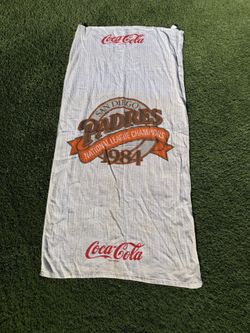 Coca-Cola
SAN DIEGO
PADRES
NATIONAL LEAGUE CHAMPIONS
1984
Coca-Cola